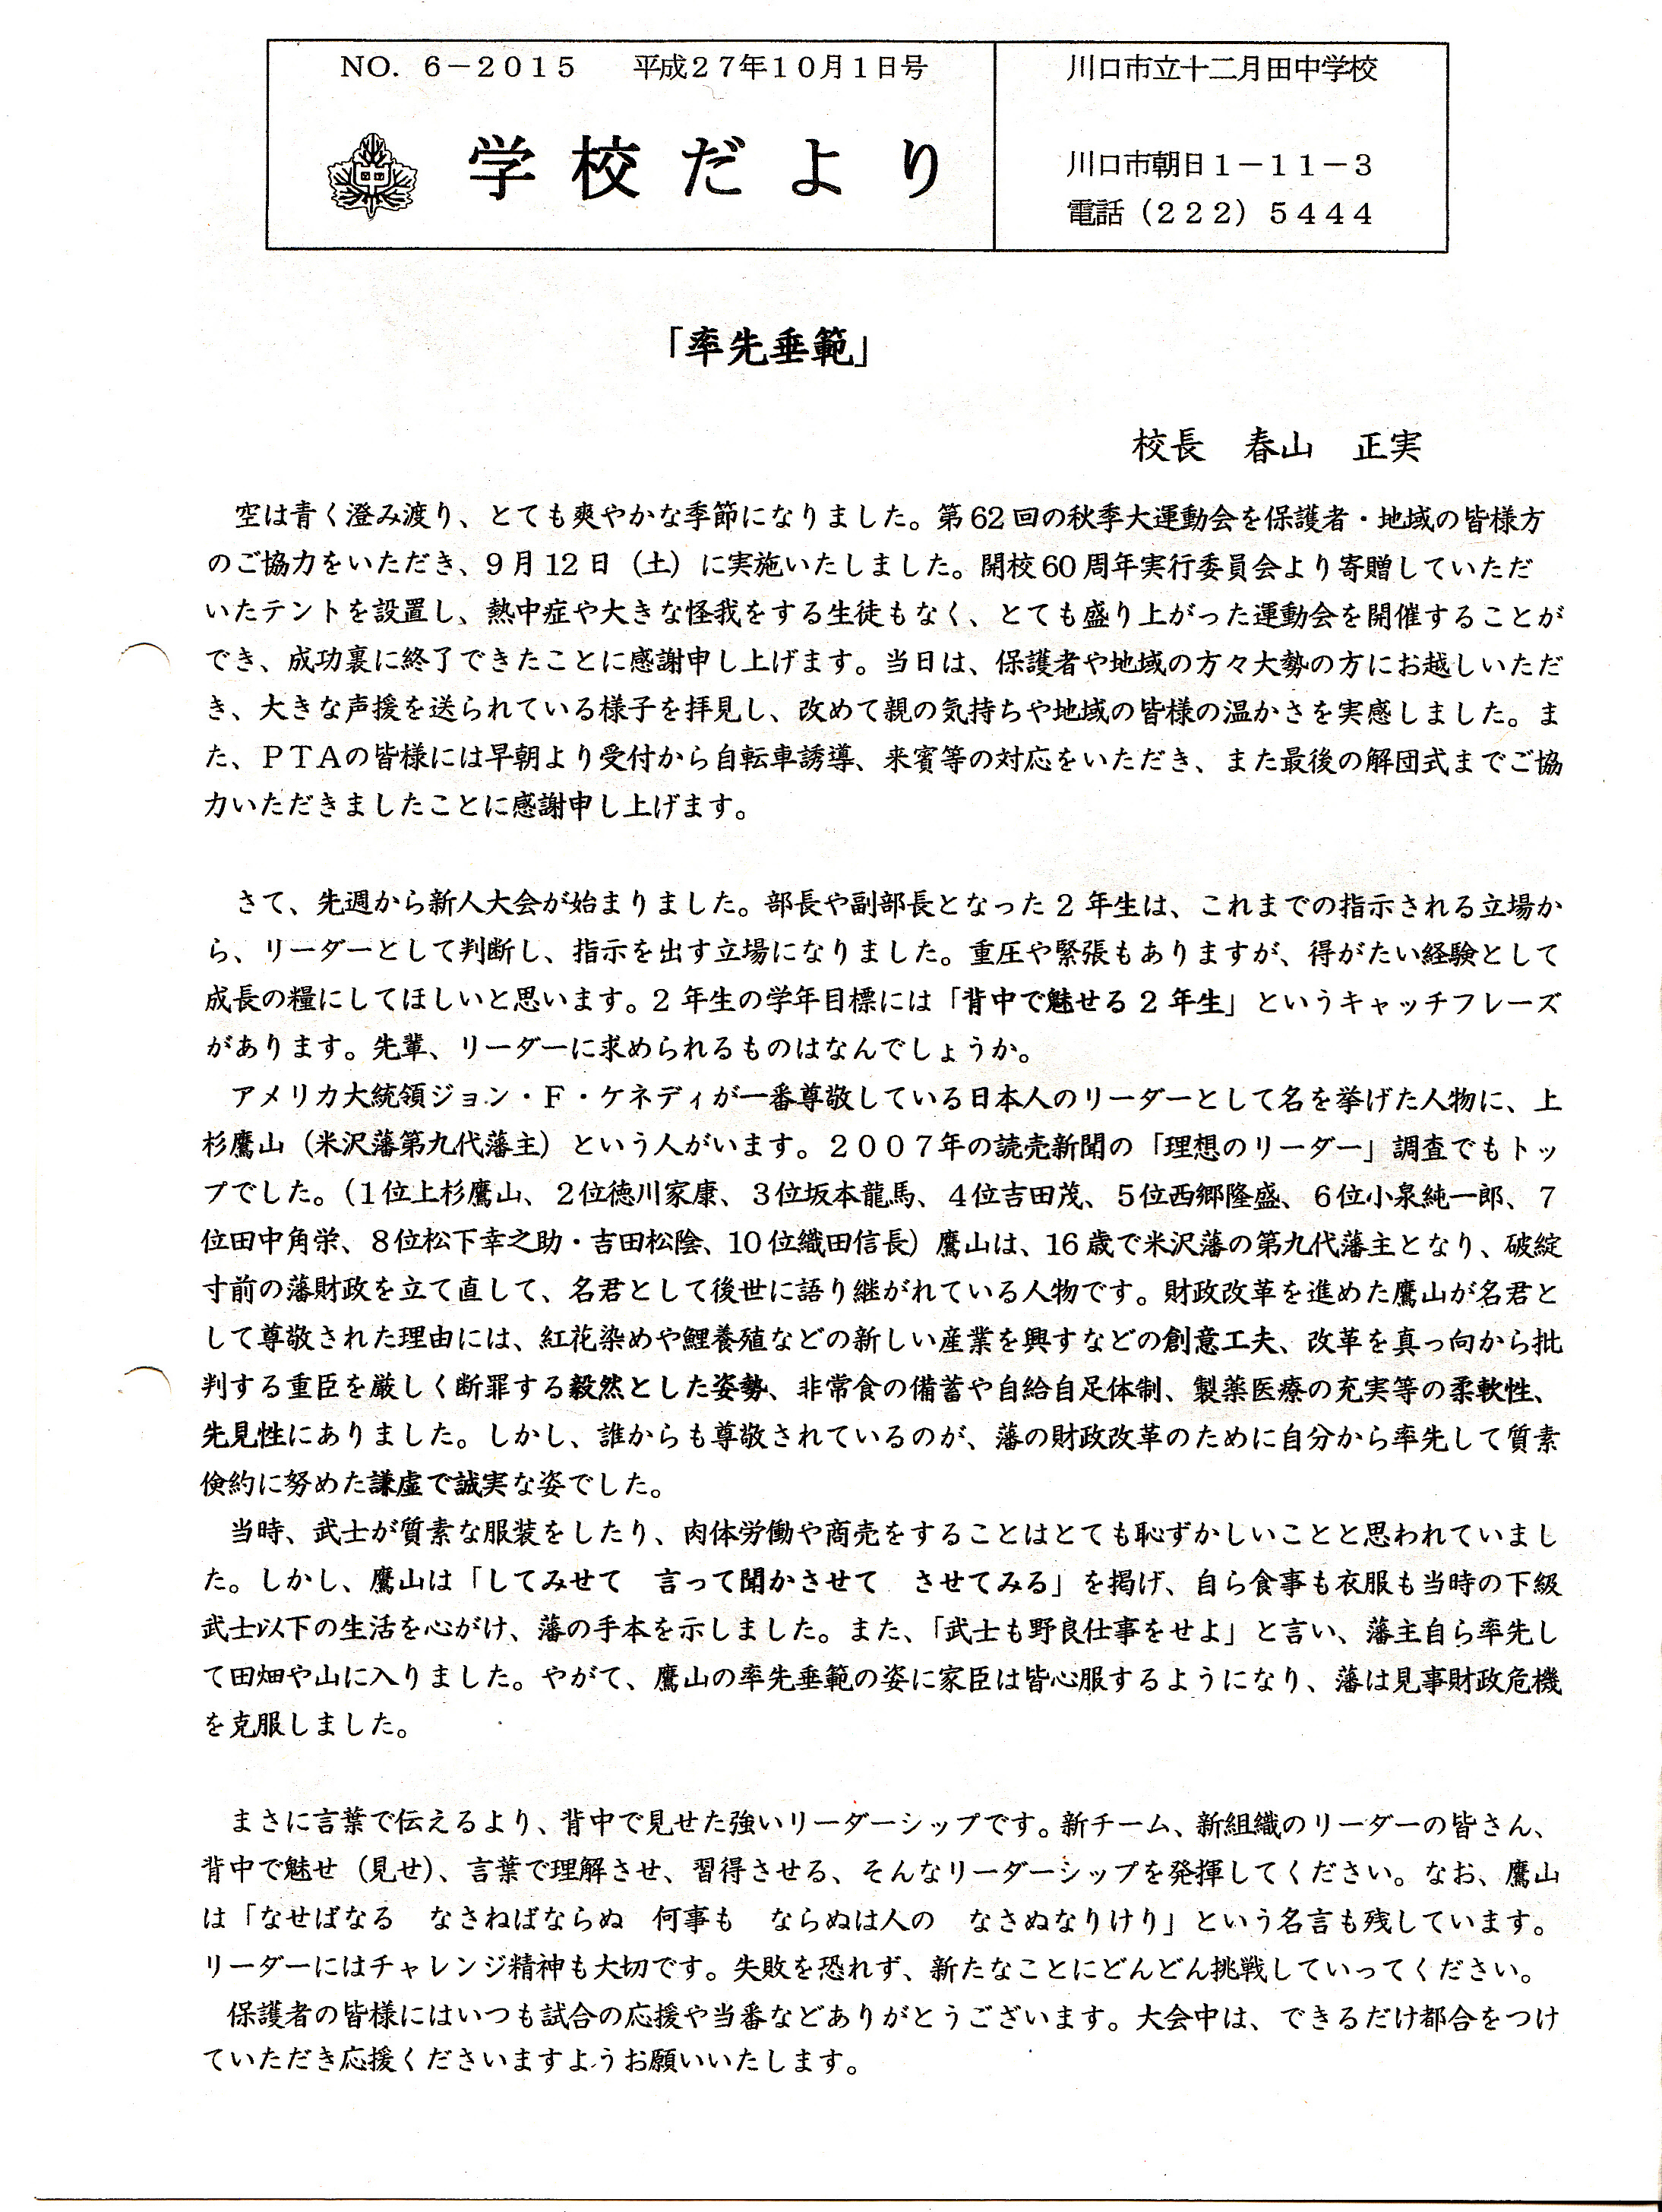 NO. 6－2015　平成27年10月1日号
学校だより
川口市立十二月田中学校
川口市朝日1－11－3
電話（222）5444
「率先垂範」
校長　春山　正実
空は青く澄み渡り、とても爽やかな季節になりました。第62回の秋季大運動会を保護者・地域の皆様方
のご協力をいただき、9月12日（土）に実施いたしました。開校60周年実行委員会より寄贈していただ
いたテントを設置し、熱中症や大きな怪我をする生徒もなく、とても盛り上がった運動会を開催することが
でき、成功裏に終了できたことに感謝申し上げます。当日は、保護者や地域の方々大勢の方にお越しいただ
き、大きな声援を送られている様子を拝見し、改めて親の気持ちや地域の皆様の温かさを実感しました。ま
た、PTAの皆様には早朝より受付から自転車誘導、来賓等の対応をいただき、また最後の解団式までご協
力いただきましたことに感謝申し上げます。
さて、先週から新人大会が始まりました。部長や副部長となった2年生は、これまでの指示される立場か
ら、リーダーとして判断し、指示を出す立場になりました。重圧や緊張もありますが、得がたい経験として
成長の糧にしてほしいと思います。2年生の学年目標には「背中で魅せる2年生」というキャッチフレーズ
があります。先輩、リーダーに求められるものはなんでしょうか。
アメリカ大統領ジョン・F・ケネディが一番尊敬している日本人のリーダーとして名を挙げた人物に、上
杉鷹山（米沢藩第九代藩主）という人がいます。2007年の読売新聞の「理想のリーダー」調査でもトッ
プでした。（1位上杉鷹山、2位徳川家康、3位坂本龍馬、4位吉田茂、5位西郷隆盛、6位小泉純一郎、7
位田中角栄、8位松下幸之助・吉田松陰、10位織田信長）鷹山は、16歳で米沢藩の第九代藩主となり、破綻
寸前の藩財政を立て直して、名君として後世に語り継がれている人物です。財政改革を進めた鷹山が名君と
して尊敬された理由には、紅花染めや鯉養殖などの新しい産業を興すなどの創意工夫、改革を真っ向から批
判する重臣を厳しく断罪する毅然とした姿勢、非常食の備蓄や自給自足体制、製薬医療の充実等の柔軟性、
先見性にありました。しかし、誰からも尊敬されているのが、藩の財政改革のために自分から率先して質素
倹約に努めた謙虚で誠実な姿でした。
当時、武士が質素な服装をしたり、肉体労働や商売をすることはとても恥ずかしいことと思われていまし
た。しかし、鷹山は「してみせて　言って聞かさせて　させてみる」を掲げ、自ら食事も衣服も当時の下級
武士以下の生活を心がけ、藩の手本を示しました。また、「武士も野良仕事をせよ」と言い、藩主自ら率先し
て田畑や山に入りました。やがて、鷹山の率先垂範の姿に家臣は皆心服するようになり、藩は見事財政危機
を克服しました。
まさに言葉で伝えるより、背中で見せた強いリーダーシップです。新チーム、新組織のリーダーの皆さん、
背中で魅せ（見せ）、言葉で理解させ、習得させる、そんなリーダーシップを発揮してください。なお、鷹山
は「なせばなる　なさねばならぬ　何事も　ならぬは人の　なさぬなりけり」という名言も残しています。
リーダーにはチャレンジ精神も大切です。失敗を恐れず、新たなことにどんどん挑戦していってください。
保護者の皆様にはいつも試合の応援や当番などありがとうございます。大会中は、できるだけ都合をつけ
ていただき応援くださいますようお願いいたします。